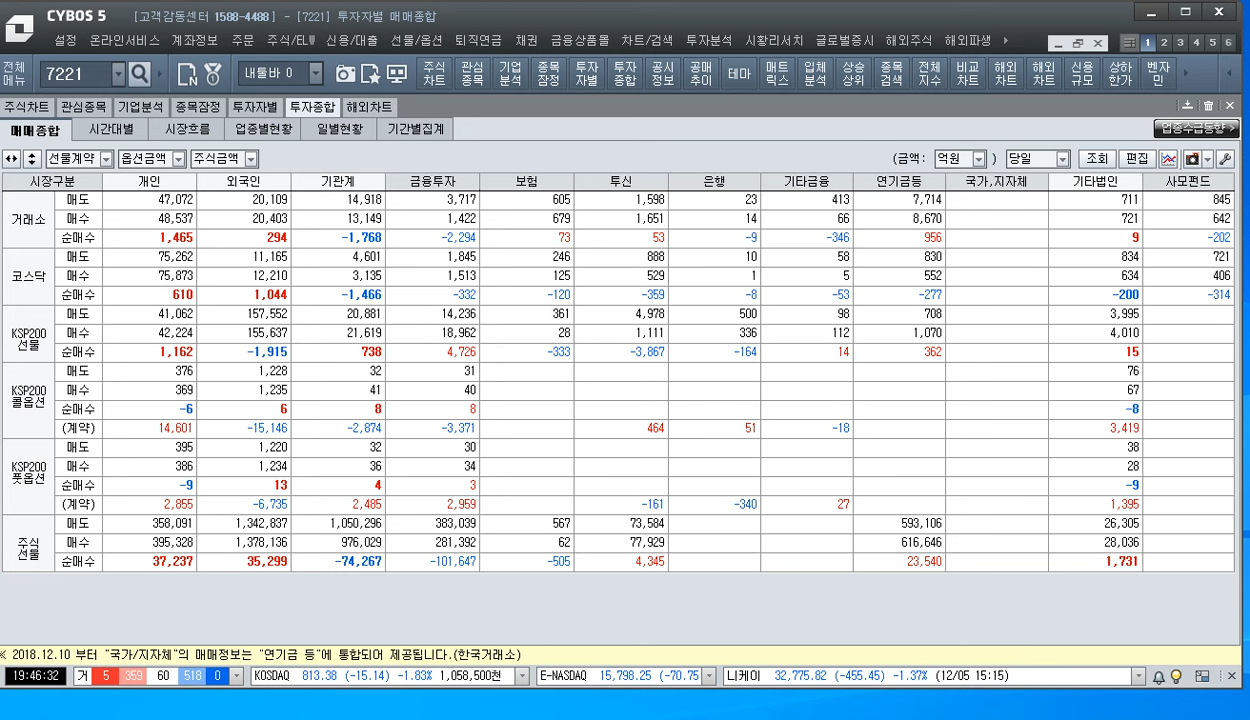 CYBOS 5 [고객감동센터 1588-4488] - [7221] 투자자별 매매종합
설정 온라인서비스 계좌정보 주문 주식/ELW 신용/대출 선물/옵션 퇴직연금 채권 금융상품몰 차트/검색 투자분석 시황리서치 글로벌증시 해외주식 해외파생 1 2 3 4 5 6
전체 메뉴 7221 내툴바 0 주식 차트 관심 종목 기업 분석 종목 잠정 투자 자별 투자 종합 공시 정보 공매 추이 테마 매트 릭스 입체 분석 상승 상위 종목 검색 전체 지수 비교 차트 해외 차트 해외 차트 신용 규모 상하 한가 벤자 민
주식차트 관심종목 기업분석 종목잠정 투자자별 투자종합 해외차트
매매종합 시간대별 시장흐름 업종별현황 일별현황 기간별집계 업종수급동향
선물계약 옵션금액 주식금액 (금액: 억원 ) 당일 조회 편집
시장구분 개인 외국인 기관계 금융투자 보험 투신 은행 기타금융 연기금등 국가,지자체 기타법인 사모펀드
거래소 매도 47,072 20,109 14,918 3,717 605 1,598 23 413 7,714 711 845
매수 48,537 20,403 13,149 1,422 679 1,651 14 66 8,670 721 642
순매수 1,465 294 -1,768 -2,294 73 53 -9 -346 956 9 -202
코스닥 매도 75,262 11,165 4,601 1,845 246 888 10 58 830 834 721
매수 75,873 12,210 3,135 1,513 125 529 1 5 552 634 406
순매수 610 1,044 -1,466 -332 -120 -359 -8 -53 -277 -200 -314
KSP200 선물 매도 41,062 157,552 20,881 14,236 361 4,978 500 98 708 3,995
매수 42,224 155,637 21,619 18,962 28 1,111 336 112 1,070 4,010
순매수 1,162 -1,915 738 4,726 -333 -3,867 -164 14 362 15
KSP200 콜옵션 매도 376 1,228 32 31 76
매수 369 1,235 41 40 67
순매수 -6 6 8 8 -8
(계약) 14,601 -15,146 -2,874 -3,371 464 51 -18 3,419
KSP200 풋옵션 매도 395 1,220 32 30 38
매수 386 1,234 36 34 28
순매수 -9 13 4 3 -9
(계약) 2,855 -6,735 2,485 2,959 -161 -340 27 1,395
주식 선물 매도 358,091 1,342,837 1,050,296 383,039 567 73,584 593,106 26,305
매수 395,328 1,378,136 976,029 281,392 62 77,929 616,646 28,036
순매수 37,237 35,299 -74,267 -101,647 -505 4,345 23,540 1,731
※ 2018.12.10 부터 "국가/지자체"의 매매정보는 "연기금 등"에 통합되어 제공됩니다.(한국거래소)
19:46:32 거 5 359 60 518 0 KOSDAQ 813.38 (-15.14) -1.83% 1,058,500천 E-NASDAQ 15,798.25 (-70.75 니케이 32,775.82 (-455.45) -1.37% (12/05 15:15)